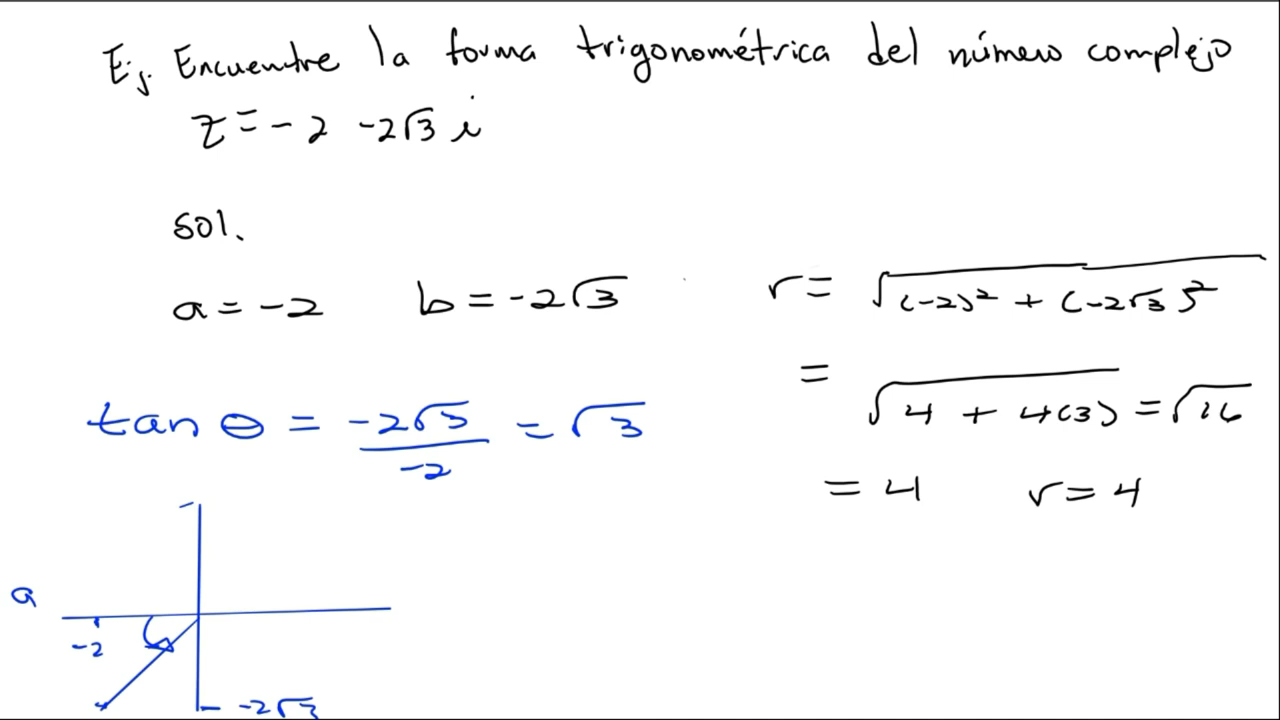 Ej. Encuentre la forma trigonométrica del número complejo
z = -2 -2√3 i
sol.
a = -2 b = -2√3
r = √((-2)² + (-2√3)²)
= √(4 + 4(3)) = √16
= 4 r = 4
tan θ = -2√3/-2 = √3
a
-2
-2√3